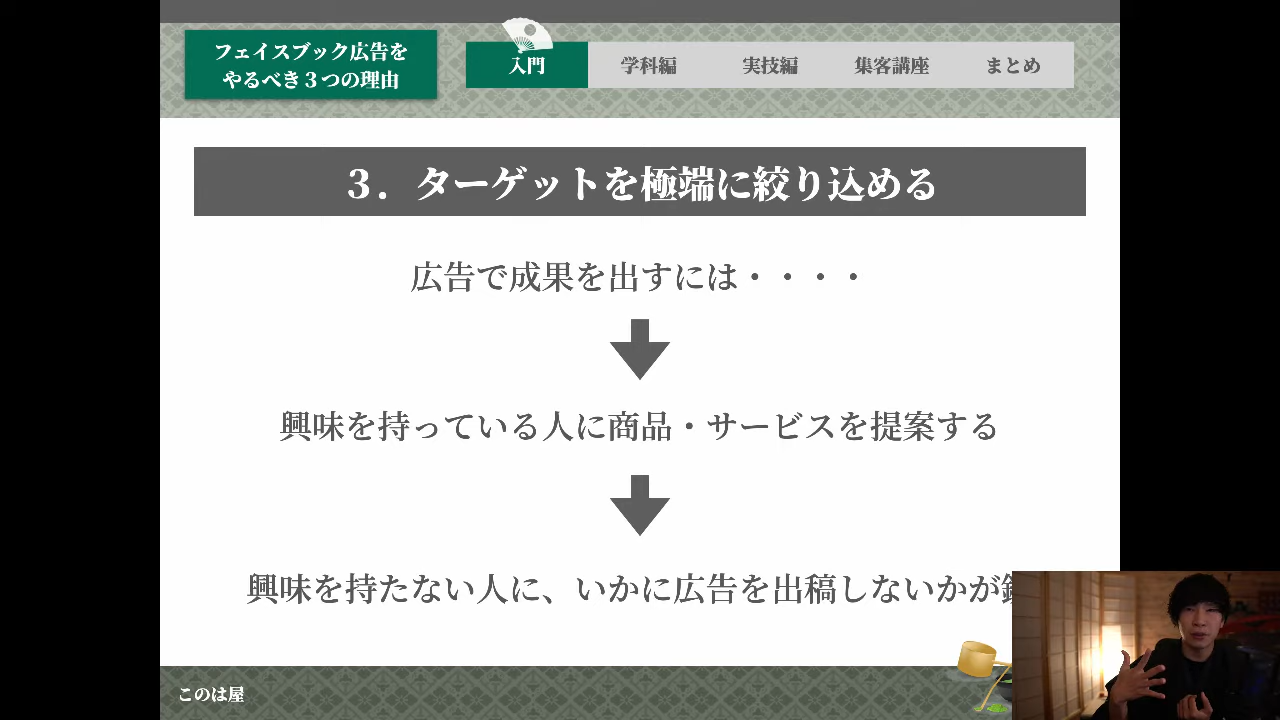 フェイスブック広告を
やるべき３つの理由
入門
学科編
実技編
集客講座
まとめ
３．ターゲットを極端に絞り込める
広告で成果を出すには・・・・
興味を持っている人に商品・サービスを提案する
興味を持たない人に、いかに広告を出稿しないかが
このは屋